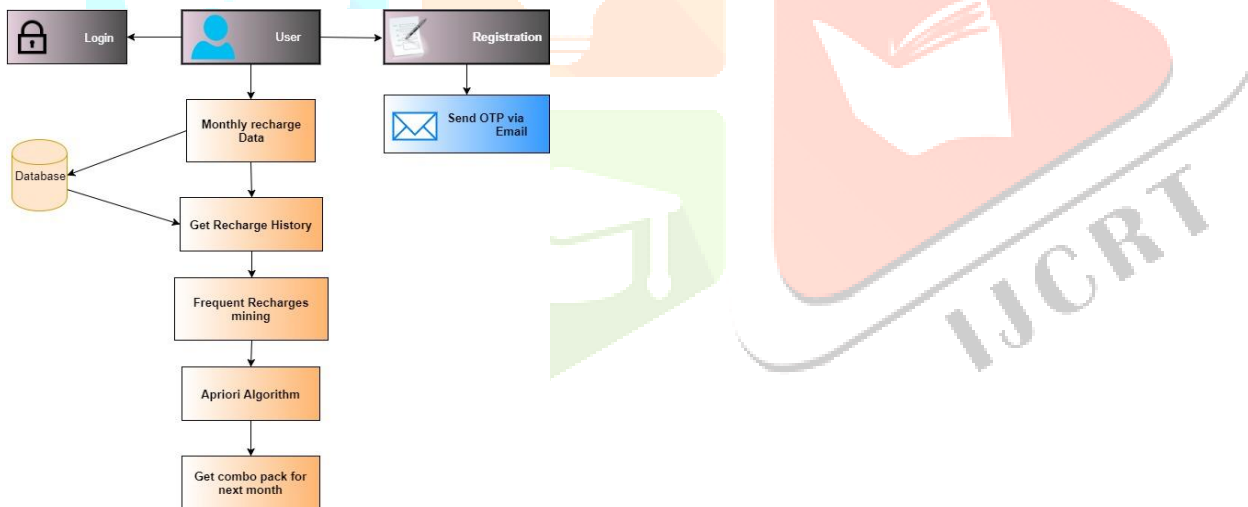 Login
User
Registration
Send OTP via
Email
Monthly recharge
Data
Database
Get Recharge History
Frequent Recharges
mining
Apriori Algorithm
Get combo pack for
next month
IJCRT